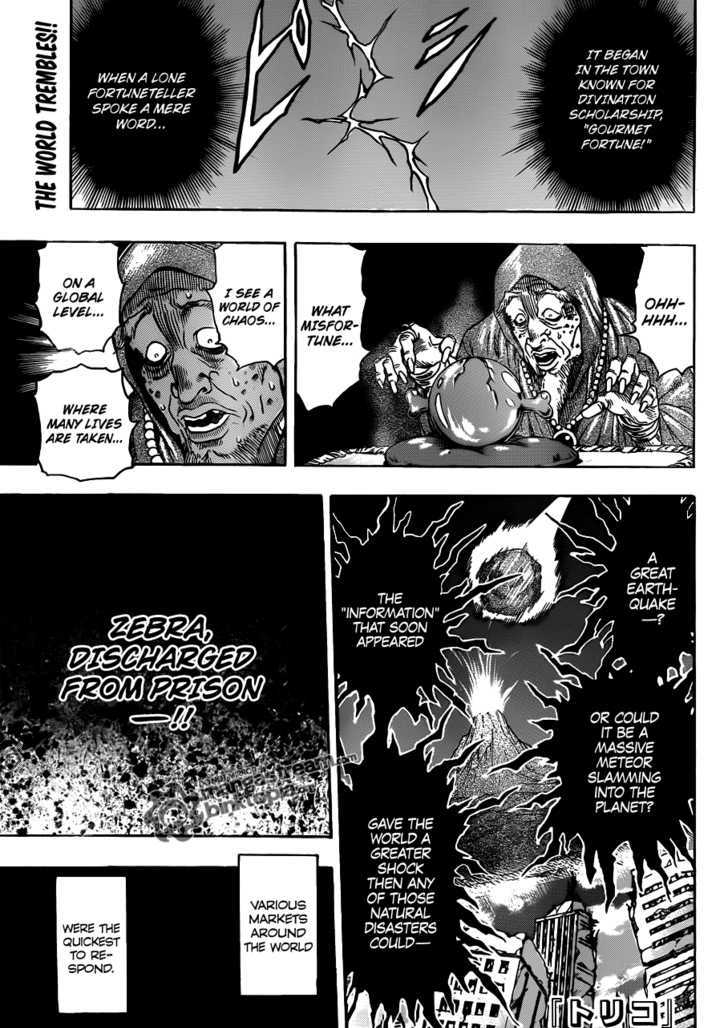 IT BEGAN
IN THE TOWN
KNOWN FOR
DIVINATION
SCHOLARSHIP,
"GOURMET
FORTUNE!"
WHEN A LONE
FORTUNETELLER
SPOKE A MERE
WORD...
THE WORLD TREMBLES!!
OHH-
HHH...
WHAT
MISFOR-
TUNE...
I SEE A
WORLD OF
CHAOS...
ON A
GLOBAL
LEVEL...
WHERE
MANY LIVES
ARE TAKEN...
A
GREAT
EARTH-
QUAKE
—?
OR COULD
IT BE A
MASSIVE
METEOR
SLAMMING
INTO THE
PLANET?
THE
"INFORMATION"
THAT SOON
APPEARED
GAVE THE
WORLD A
GREATER
SHOCK
THEN ANY
OF THOSE
NATURAL
DISASTERS
COULD—
『トリコ』
ZEBRA,
DISCHARGED
FROM PRISON
—!!
VARIOUS
MARKETS
AROUND
THE WORLD
WERE THE
QUICKEST
TO RE-
SPOND.